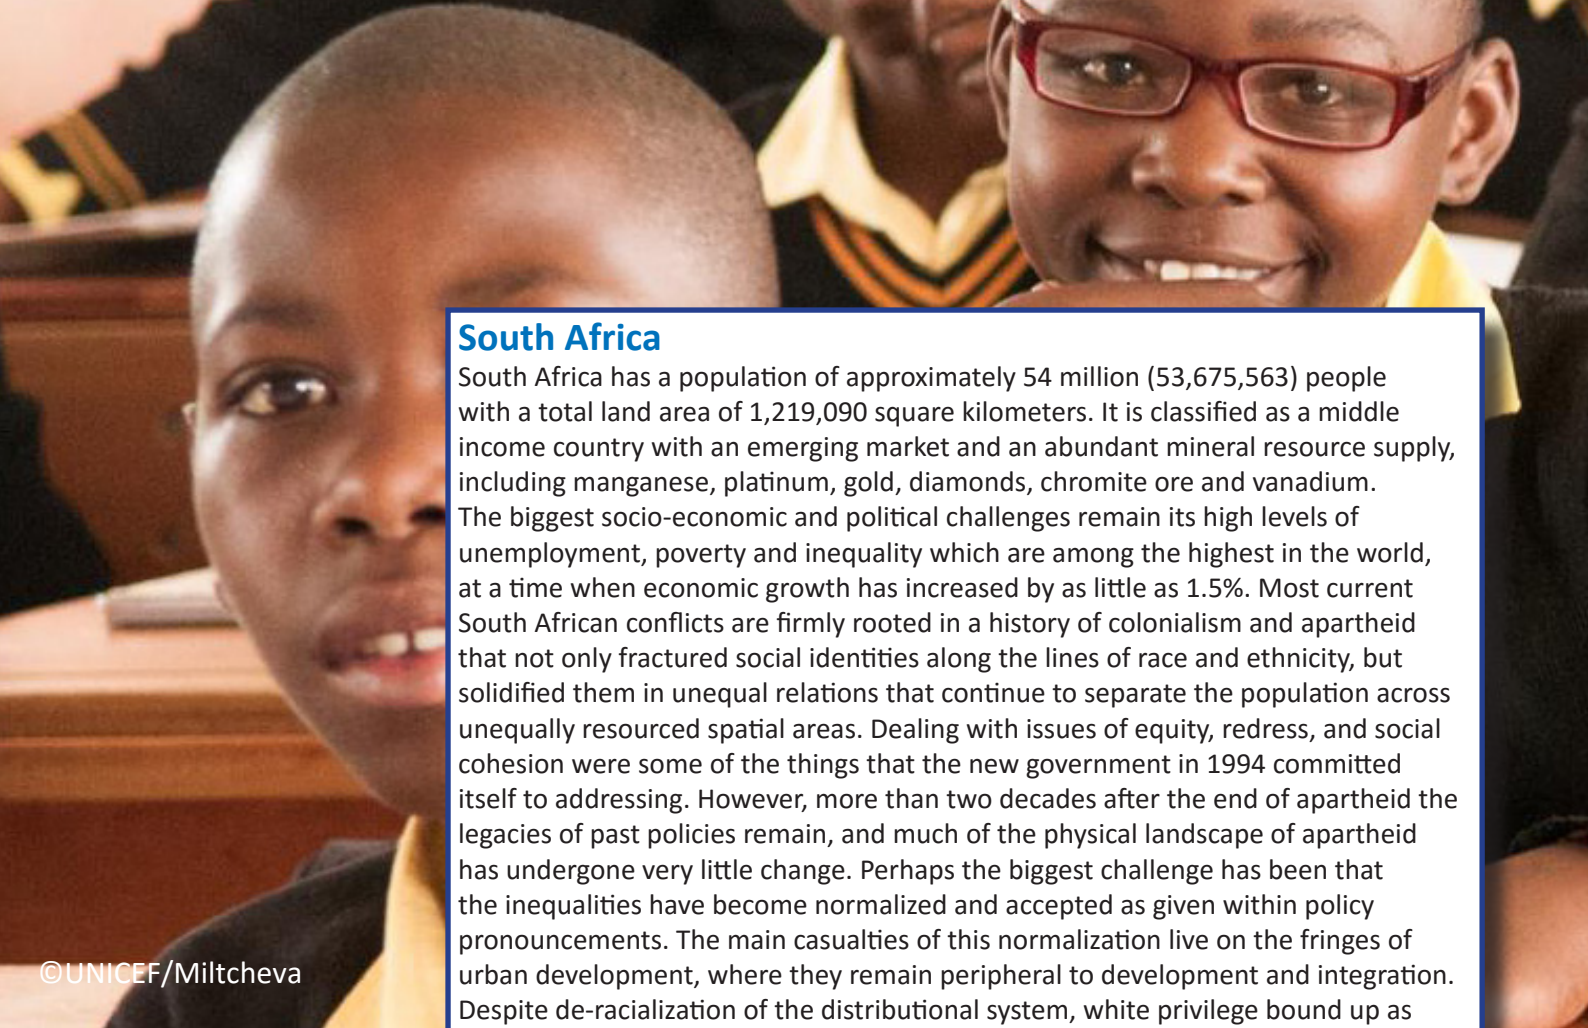 South Africa
South Africa has a population of approximately 54 million (53,675,563) people
with a total land area of 1,219,090 square kilometers. It is classified as a middle
income country with an emerging market and an abundant mineral resource supply,
including manganese, platinum, gold, diamonds, chromite ore and vanadium.
The biggest socio-economic and political challenges remain its high levels of
unemployment, poverty and inequality which are among the highest in the world,
at a time when economic growth has increased by as little as 1.5%. Most current
South African conflicts are firmly rooted in a history of colonialism and apartheid
that not only fractured social identities along the lines of race and ethnicity, but
solidified them in unequal relations that continue to separate the population across
unequally resourced spatial areas. Dealing with issues of equity, redress, and social
cohesion were some of the things that the new government in 1994 committed
itself to addressing. However, more than two decades after the end of apartheid the
legacies of past policies remain, and much of the physical landscape of apartheid
has undergone very little change. Perhaps the biggest challenge has been that
the inequalities have become normalized and accepted as given within policy
pronouncements. The main casualties of this normalization live on the fringes of
urban development, where they remain peripheral to development and integration.
Despite de-racialization of the distributional system, white privilege bound up as
©UNICEF/Miltcheva